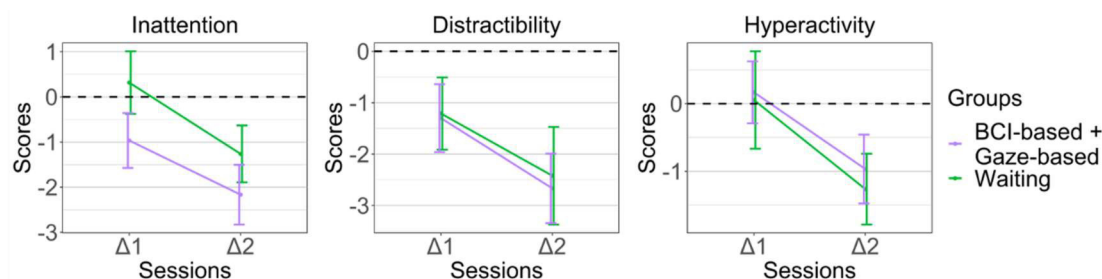 Inattention
Scores
1
0
-1
-2
-3
Δ1 Δ2
Sessions
Distractibility
Scores
0
-1
-2
-3
Δ1 Δ2
Sessions
Hyperactivity
Scores
0
-1
Δ1 Δ2
Sessions
Groups
BCI-based +
Gaze-based
Waiting